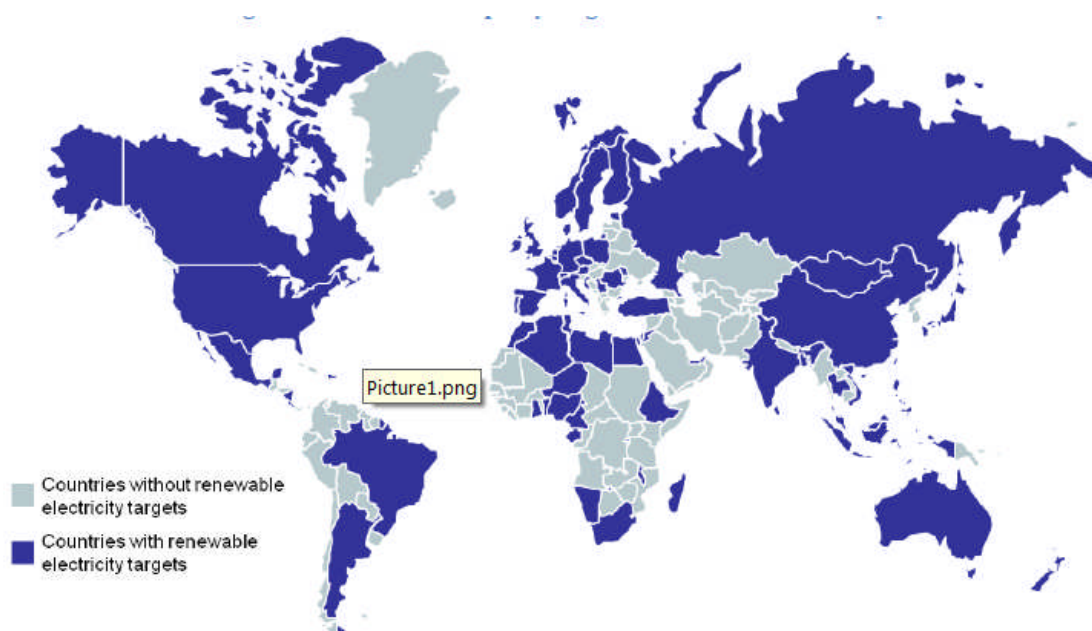 Picture1.png
Countries without renewable
electricity targets
Countries with renewable
electricity targets